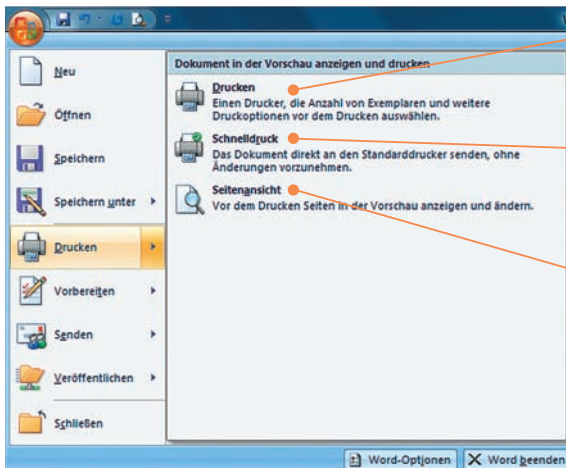 Neu
Öffnen
Speichern
Speichern unter
Drucken
Vorbereiten
Senden
Veröffentlichen
Schließen
Dokument in der Vorschau anzeigen und drucken
Drucken
Einen Drucker, die Anzahl von Exemplaren und weitere
Druckoptionen vor dem Drucken auswählen.
Schnelldruck
Das Dokument direkt an den Standarddrucker senden, ohne
Änderungen vorzunehmen.
Seitenansicht
Vor dem Drucken Seiten in der Vorschau anzeigen und ändern.
Word-Optionen
Word beenden